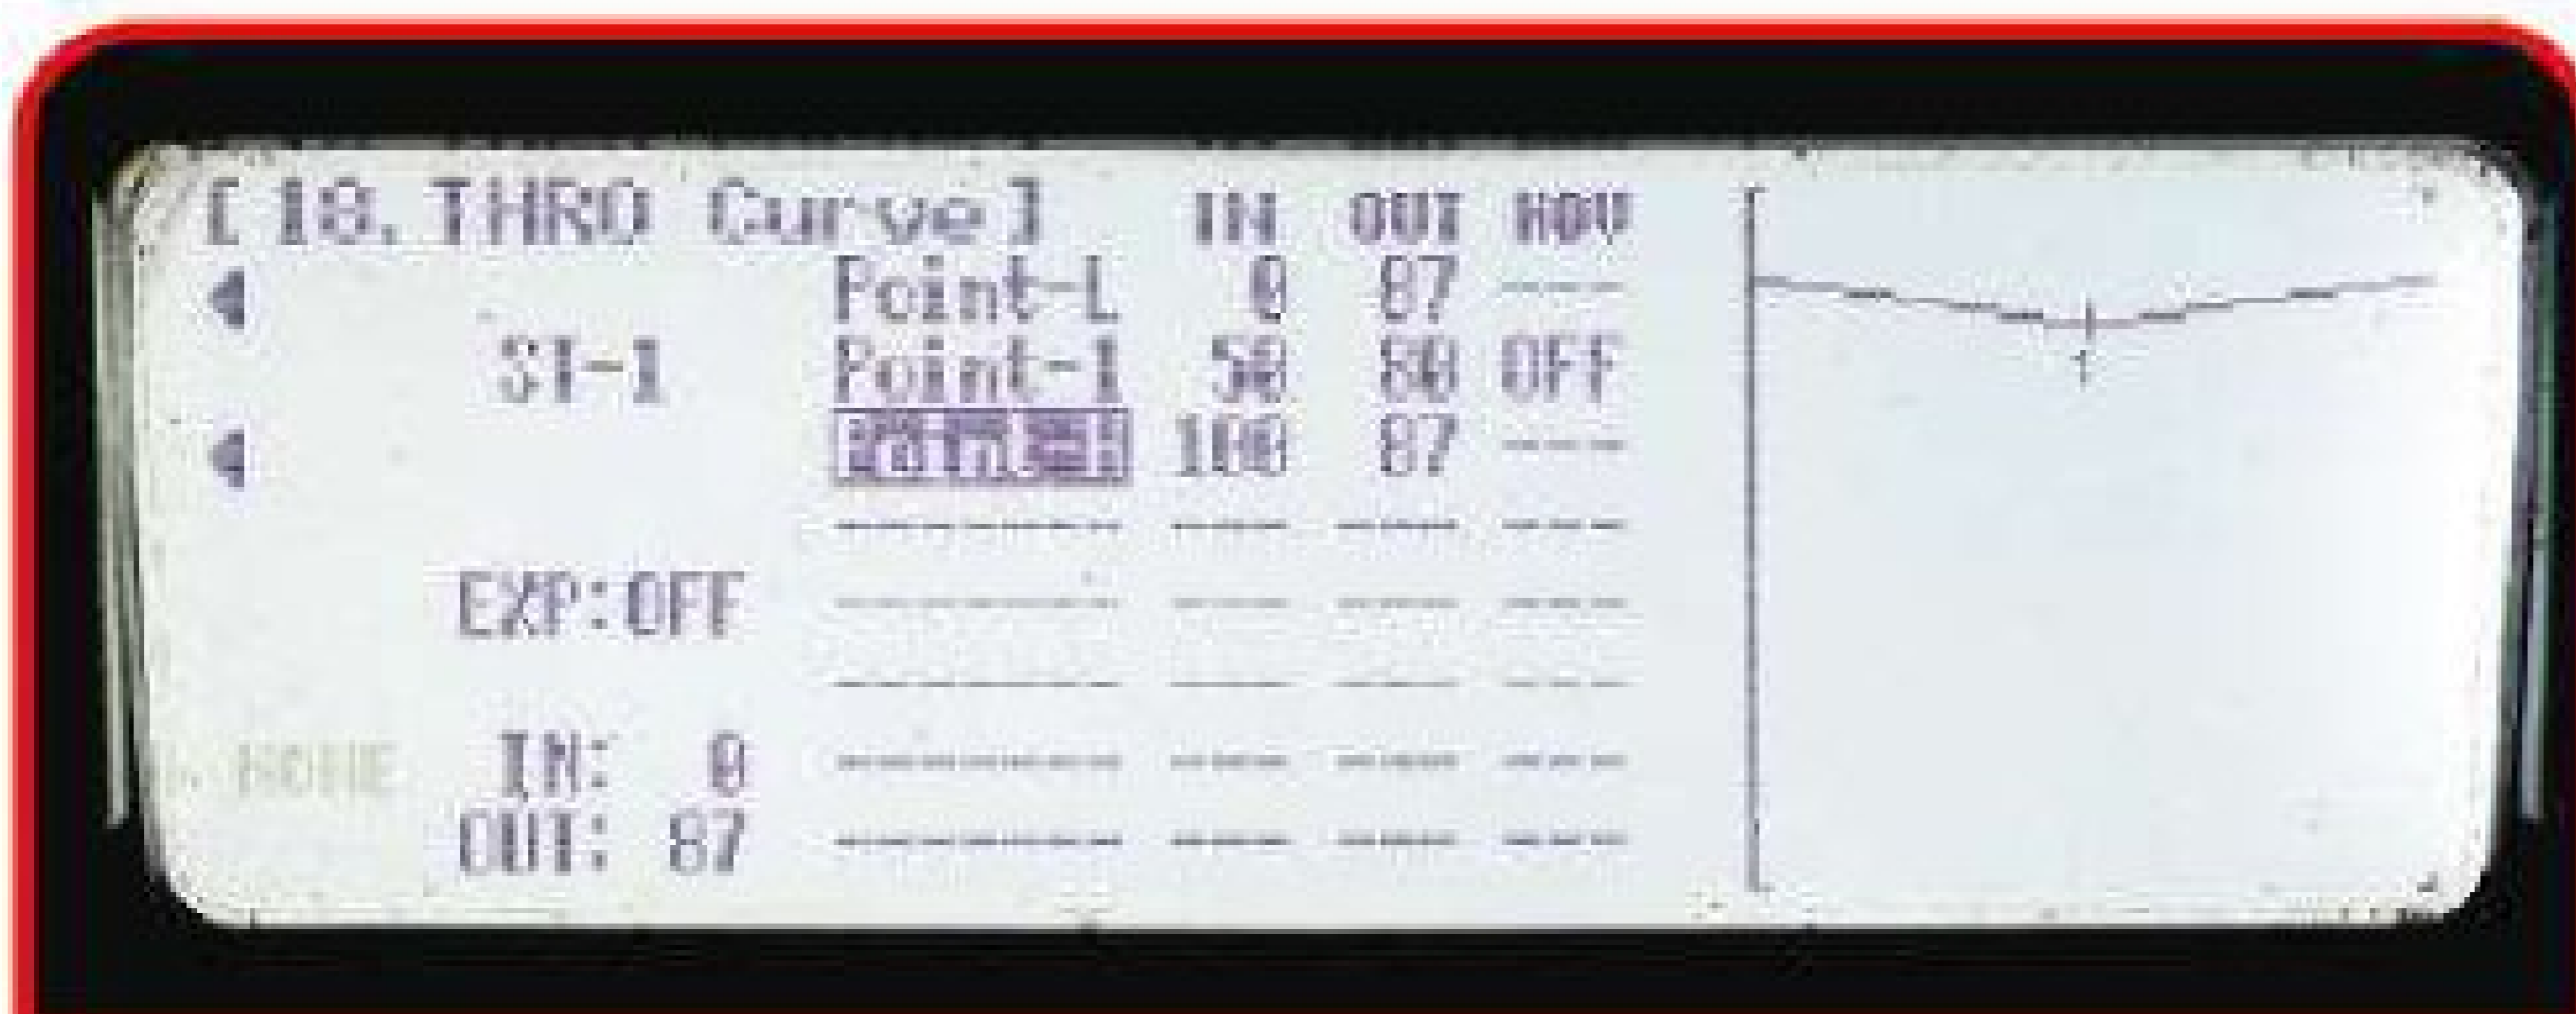 [18.THRO Curve] IN OUT HOV
Point-L 0 87 ---
ST-1 Point-1 50 80 OFF
100 87 ---
EXP:OFF
IN: 0
OUT: 87
1